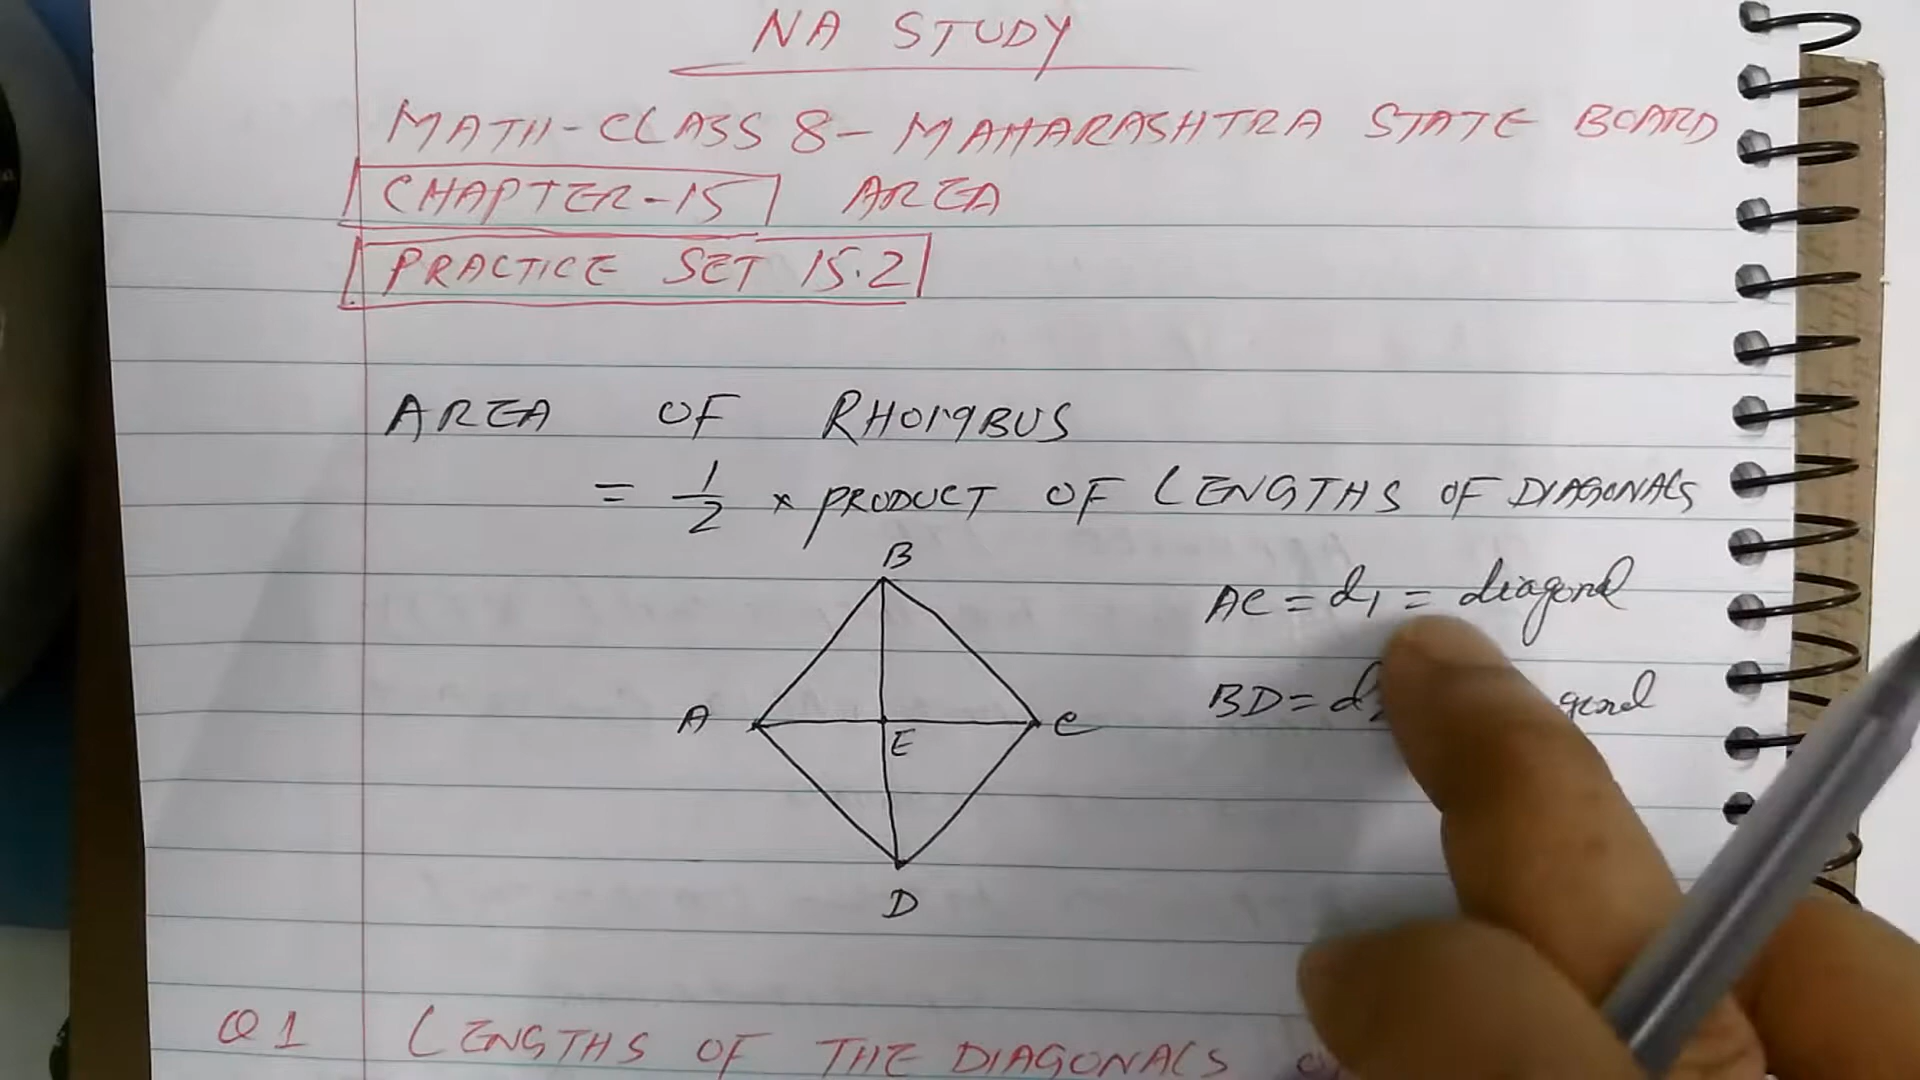 NA STUDY
MATH-CLASS 8- MAHARASHTRA STATE BOARD
CHAPTER-15 AREA
PRACTICE SET 15.2
AREA OF RHOMBUS
= 1/2 × PRODUCT OF LENGTHS OF DIAGONALS
B
AC = d1 = diagonal
BD = d
A
C
E
D
Q1 LENGTHS OF THE DIAGONALS